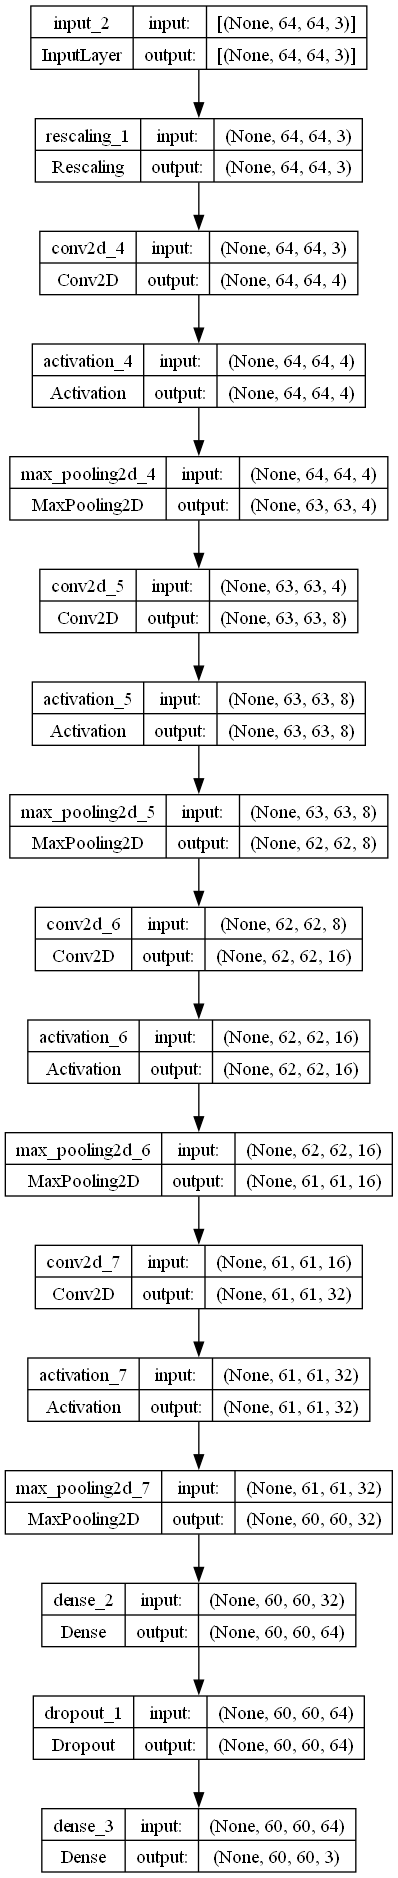 input_2 input: [(None, 64, 64, 3)]
InputLayer output: [(None, 64, 64, 3)]
rescaling_1 input: (None, 64, 64, 3)
Rescaling output: (None, 64, 64, 3)
conv2d_4 input: (None, 64, 64, 3)
Conv2D output: (None, 64, 64, 4)
activation_4 input: (None, 64, 64, 4)
Activation output: (None, 64, 64, 4)
max_pooling2d_4 input: (None, 64, 64, 4)
MaxPooling2D output: (None, 63, 63, 4)
conv2d_5 input: (None, 63, 63, 4)
Conv2D output: (None, 63, 63, 8)
activation_5 input: (None, 63, 63, 8)
Activation output: (None, 63, 63, 8)
max_pooling2d_5 input: (None, 63, 63, 8)
MaxPooling2D output: (None, 62, 62, 8)
conv2d_6 input: (None, 62, 62, 8)
Conv2D output: (None, 62, 62, 16)
activation_6 input: (None, 62, 62, 16)
Activation output: (None, 62, 62, 16)
max_pooling2d_6 input: (None, 62, 62, 16)
MaxPooling2D output: (None, 61, 61, 16)
conv2d_7 input: (None, 61, 61, 16)
Conv2D output: (None, 61, 61, 32)
activation_7 input: (None, 61, 61, 32)
Activation output: (None, 61, 61, 32)
max_pooling2d_7 input: (None, 61, 61, 32)
MaxPooling2D output: (None, 60, 60, 32)
dense_2 input: (None, 60, 60, 32)
Dense output: (None, 60, 60, 64)
dropout_1 input: (None, 60, 60, 64)
Dropout output: (None, 60, 60, 64)
dense_3 input: (None, 60, 60, 64)
Dense output: (None, 60, 60, 3)